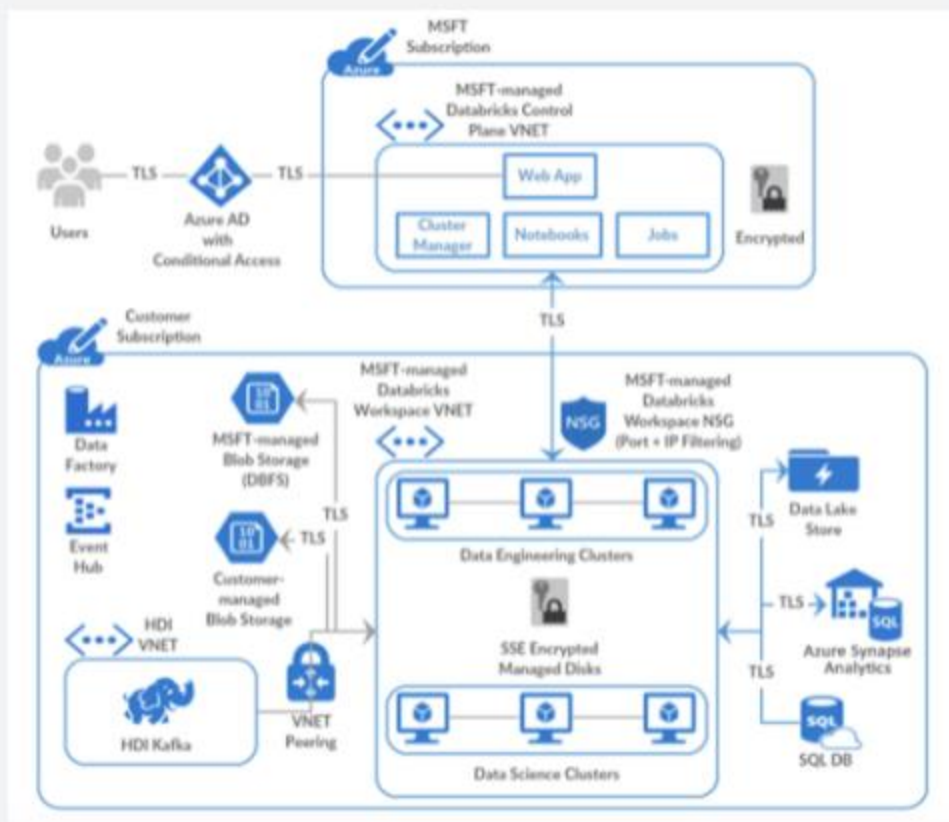 MSFT
Subscription
Azure
MSFT-managed
Databricks Control
Plane VNET
Web App
Cluster
Manager
Notebooks
Jobs
Encrypted
TLS
TLS
Users
Azure AD
with
Conditional Access
TLS
Customer
Subscription
Azure
Data
Factory
Event
Hub
10
01
MSFT-managed
Blob Storage
(DBFS)
10
01
Customer-
managed
Blob Storage
TLS
TLS
MSFT-managed
Databricks
Workspace VNET
NSG
MSFT-managed
Databricks
Workspace NSG
(Port + IP Filtering)
Data Engineering Clusters
SSE Encrypted
Managed Disks
Data Science Clusters
HDI
VNET
HDI Kafka
VNET
Peering
TLS
Data Lake
Store
TLS
SQL
Azure Synapse
Analytics
TLS
SQL
SQL DB